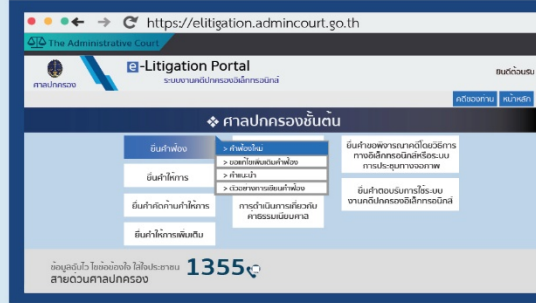 https://elitigation.admincourt.go.th
The Administrative Court
ศาลปกครอง
e-Litigation Portal
ระบบงานคดีปกครองอิเล็กทรอนิกส์
ยินดีต้อนรับ
คดีของท่าน
หน้าหลัก
❖ ศาลปกครองชั้นต้น
ยื่นคำฟ้อง
> คำฟ้องใหม่
> ขอแก้ไขเพิ่มเติมคำฟ้อง
> คำแนะนำ
> ตัวอย่างการเขียนคำฟ้อง
ยื่นคำขอพิจารณาคดีโดยวิธีการ
ทางอิเล็กทรอนิกส์หรือระบบ
การประชุมทางจอภาพ
ยื่นคำให้การ
ยื่นคำคัดค้านคำให้การ
การดำเนินการเกี่ยวกับ
ค่าธรรมเนียมศาล
ยื่นคำตอบรับการใช้ระบบ
งานคดีปกครองอิเล็กทรอนิกส์
ยื่นคำให้การเพิ่มเติม
ข้อมูลฉับไว ไขข้อข้องใจ ใส่ใจประชาชน
สายด่วนศาลปกครอง
1355